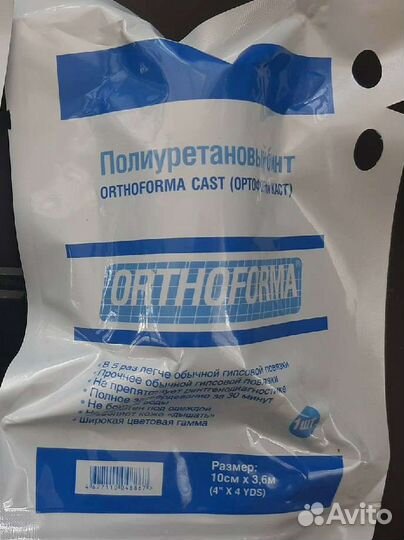 Полиуретановый бинт
ORTHOFORMA CAST (ОРТОФОРМА КАСТ)
ORTHOFORMA
• В 5 раз легче обычной гипсовой повязки
• Прочнее обычной гипсовой повязки
• Не препятствует рентгенодиагностике
• Полное затвердевание за 30 минут
• Не боится воды
• Не под одеждой
• коже «дышать»
• Широкая цветовая гамма
1шт.
Размер:
10см x 3,6м
(4" X 4 YDS)
Avito